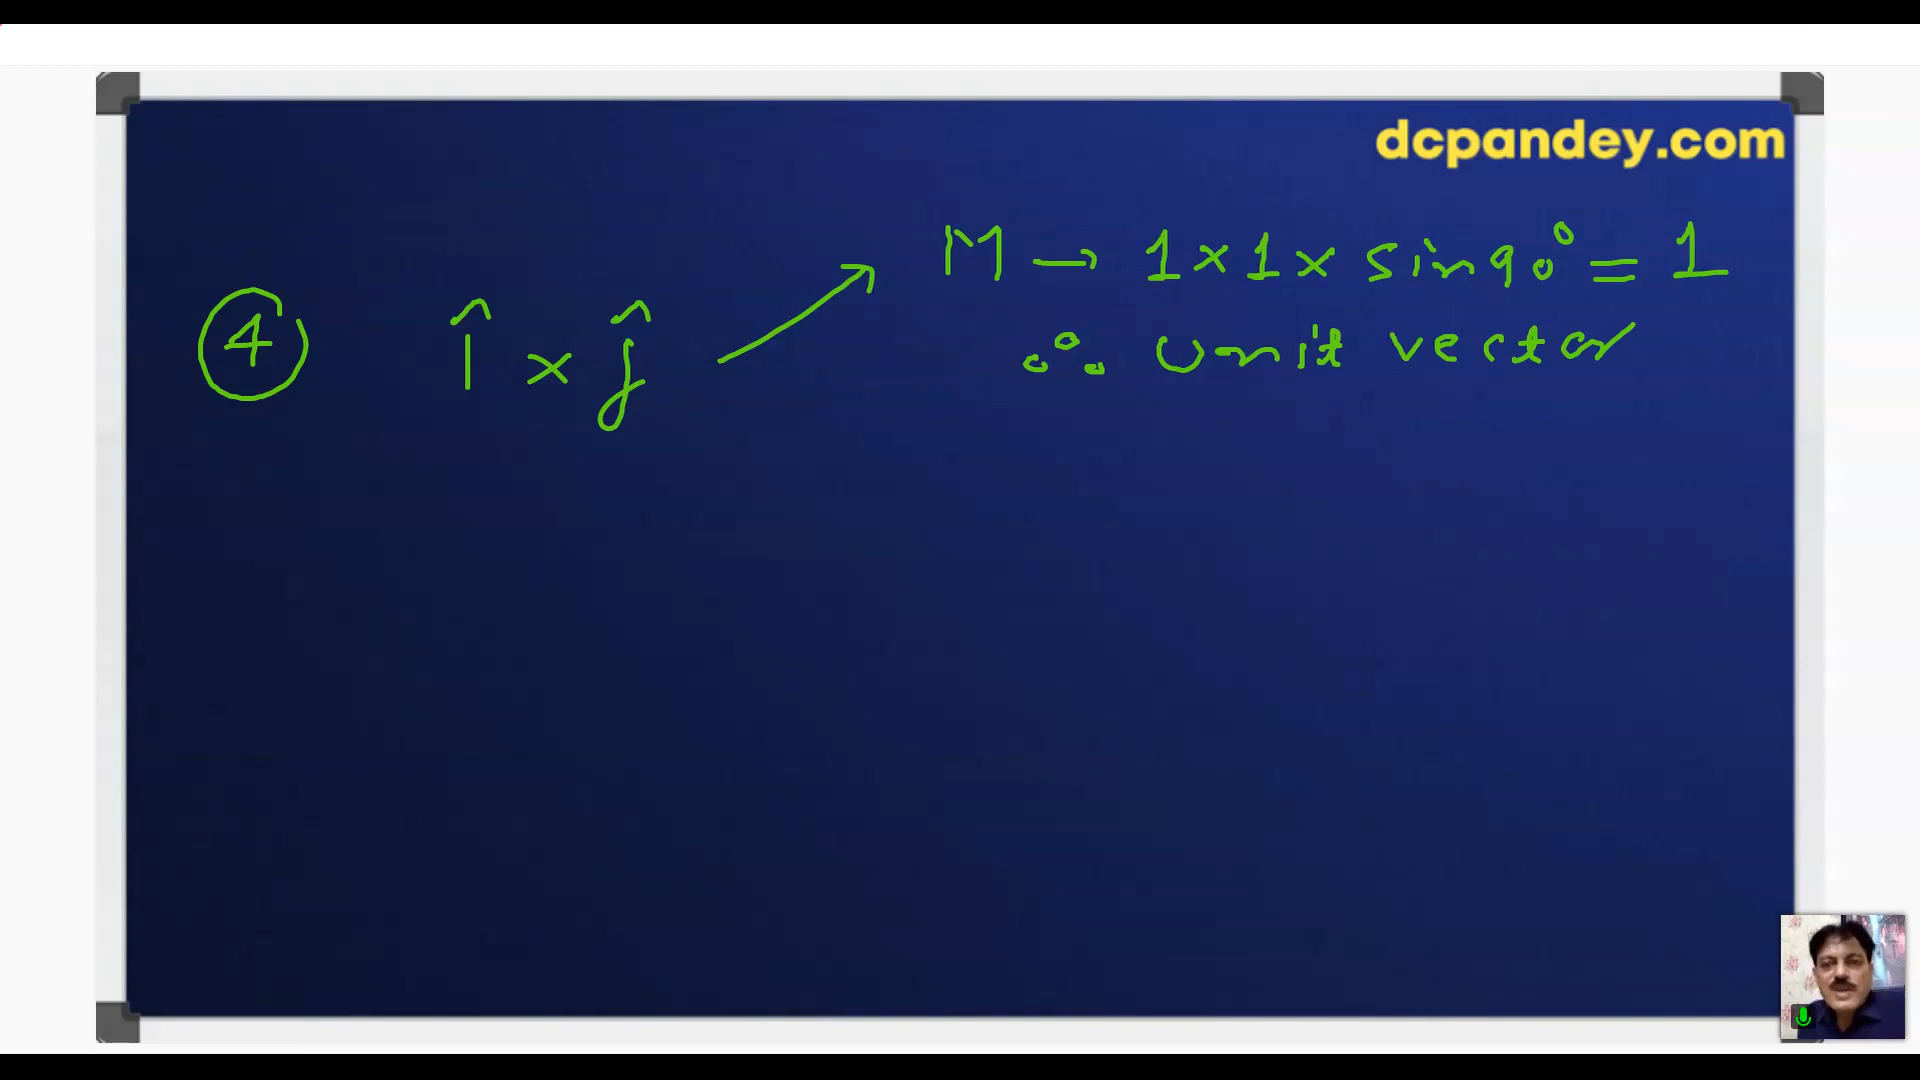 dcpandey.com
M → 1 × 1 × sin 90° = 1
④ î × ĵ ↗
∴ Unit vector